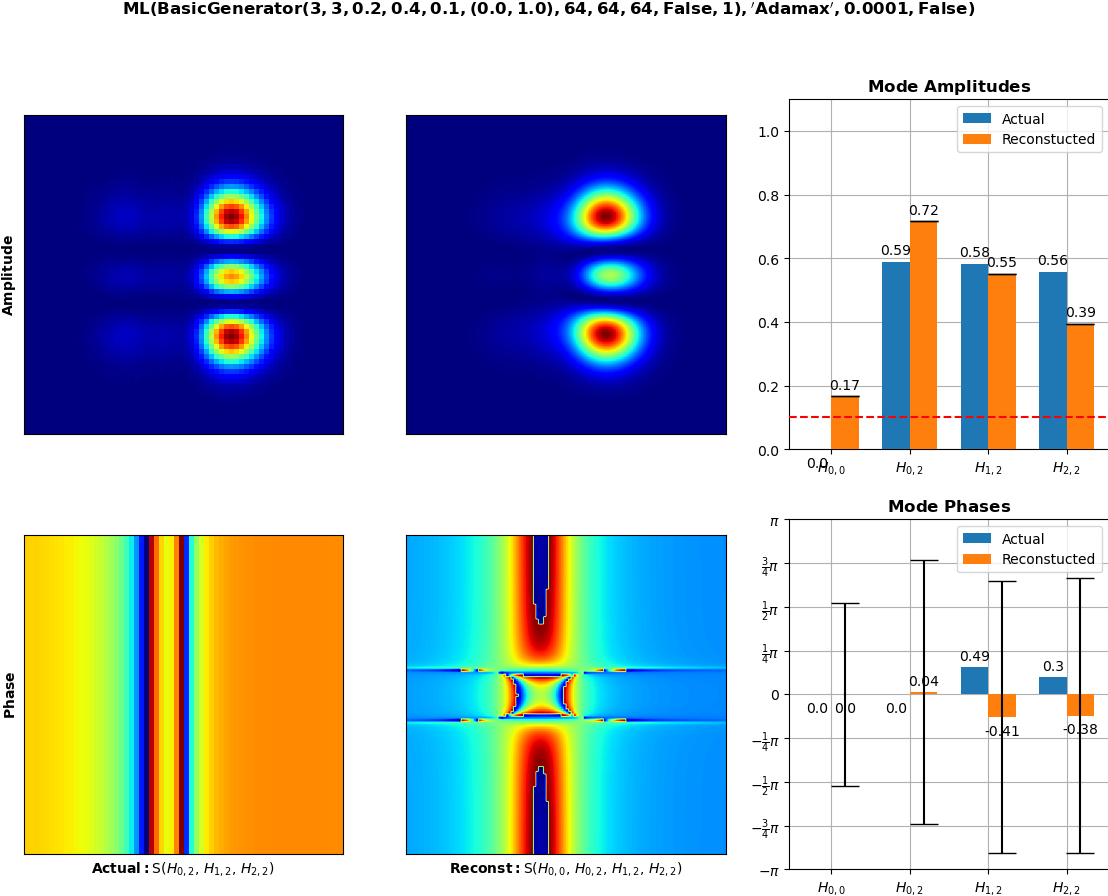 ML(BasicGenerator(3, 3, 0.2, 0.4, 0.1, (0.0, 1.0), 64, 64, 64, False, 1), 'Adamax', 0.0001, False)
Amplitude
Mode Amplitudes
Actual
Reconstucted
1.0
0.8
0.6
0.4
0.2
0.0
0.0
0.17
0.59
0.72
0.58
0.55
0.56
0.39
H0,0
H0,2
H1,2
H2,2
Phase
Actual: S(H0,2, H1,2, H2,2)
Reconst: S(H0,0, H0,2, H1,2, H2,2)
Mode Phases
Actual
Reconstucted
π
3/4π
1/2π
1/4π
0
−1/4π
−1/2π
−3/4π
−π
0.0
0.0
0.0
0.04
0.49
-0.41
0.3
-0.38
H0,0
H0,2
H1,2
H2,2